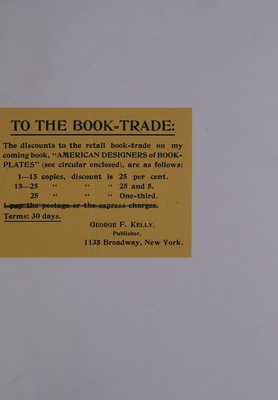 TO THE BOOK-TRADE:
The discounts to the retail book-trade on my
coming book, "AMERICAN DESIGNERS of BOOK-
PLATES" (see circular enclosed), are as follows:
1—15 copies, discount is 25 per cent.
15—25 " " " 25 and 5.
25 " " " One-third.
I pay the postage or the express charges.
Terms: 30 days.
GEORGE F. KELLY,
Publisher,
1135 Broadway, New York.